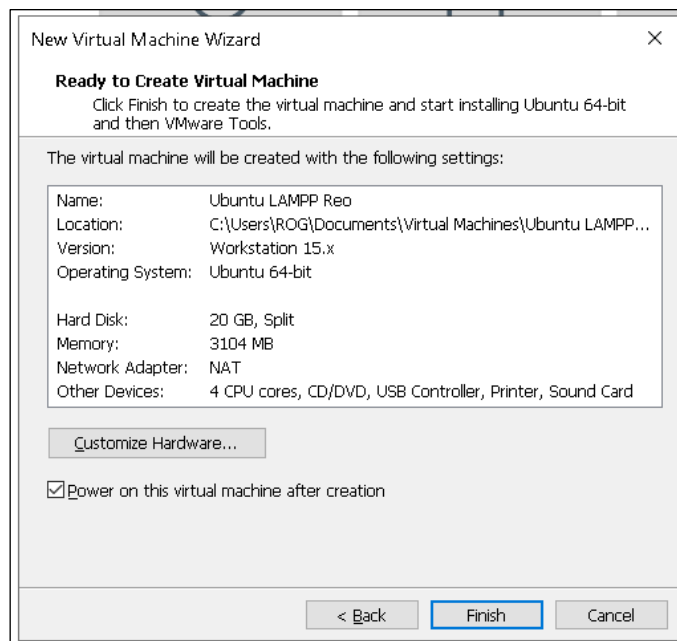 New Virtual Machine Wizard
Ready to Create Virtual Machine
Click Finish to create the virtual machine and start installing Ubuntu 64-bit
and then VMware Tools.
The virtual machine will be created with the following settings:
Name: Ubuntu LAMPP Reo
Location: C:\Users\ROG\Documents\Virtual Machines\Ubuntu LAMPP...
Version: Workstation 15.x
Operating System: Ubuntu 64-bit
Hard Disk: 20 GB, Split
Memory: 3104 MB
Network Adapter: NAT
Other Devices: 4 CPU cores, CD/DVD, USB Controller, Printer, Sound Card
Customize Hardware...
Power on this virtual machine after creation
< Back Finish Cancel